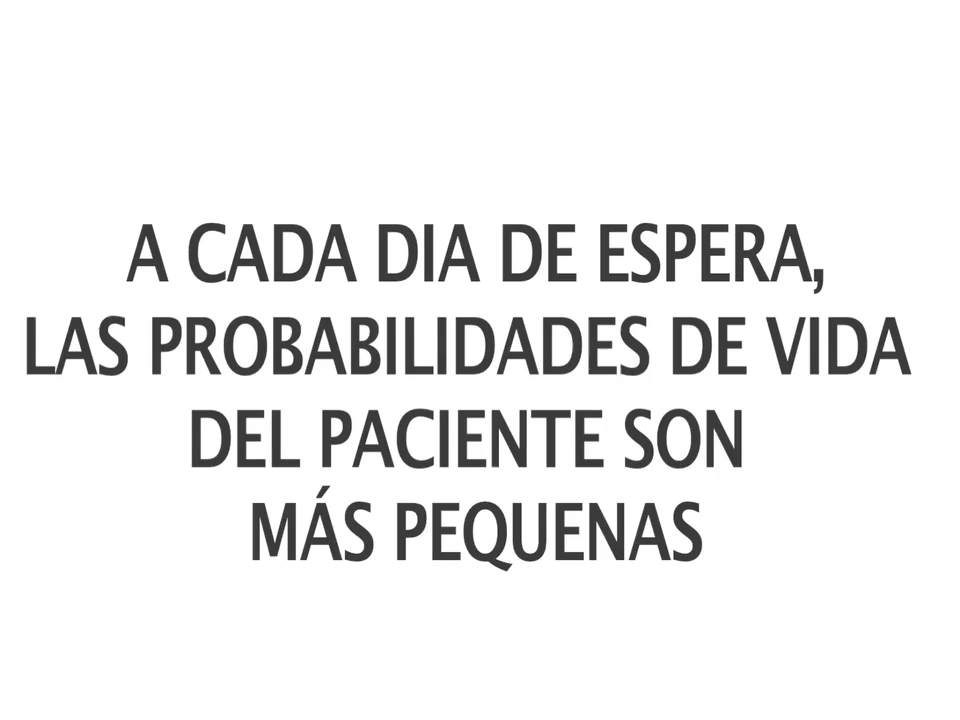 A CADA DIA DE ESPERA,
LAS PROBABILIDADES DE VIDA
DEL PACIENTE SON
MÁS PEQUENAS